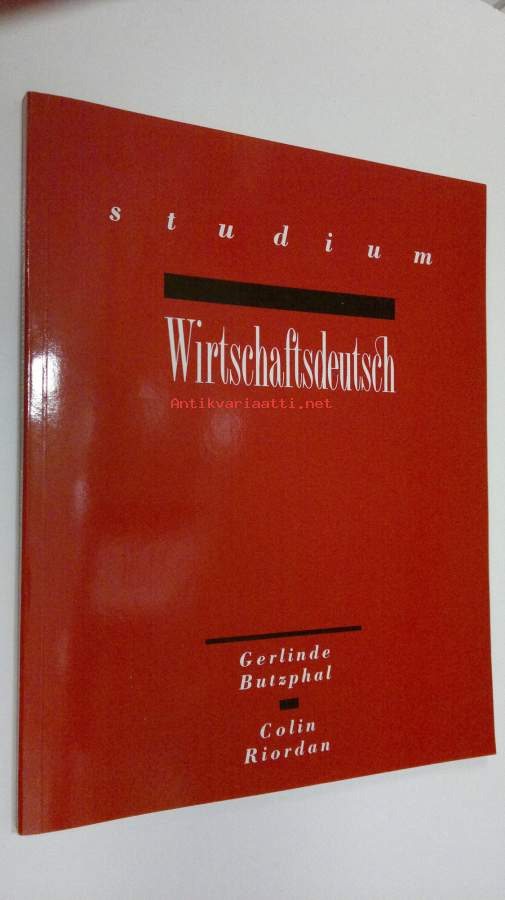 studium
Wirtschaftsdeutsch
Antikvariaatti.net
Gerlinde
Butzphal
Colin
Riordan